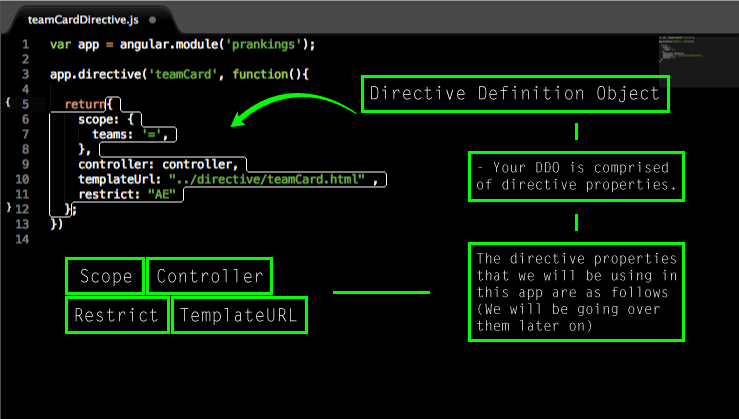 teamCardDirective.js
1 var app = angular.module('prankings');
2
3 app.directive('teamCard', function(){
4
5 return{
6 scope: {
7 teams: '=',
8 },
9 controller: controller,
10 templateUrl: "../directive/teamCard.html" ,
11 restrict: "AE"
12 };
13 })
14
Directive Definition Object
- Your DDO is comprised
of directive properties.
The directive properties
that we will be using in
this app are as follows
(We will be going over
them later on)
Scope Controller
Restrict TemplateURL